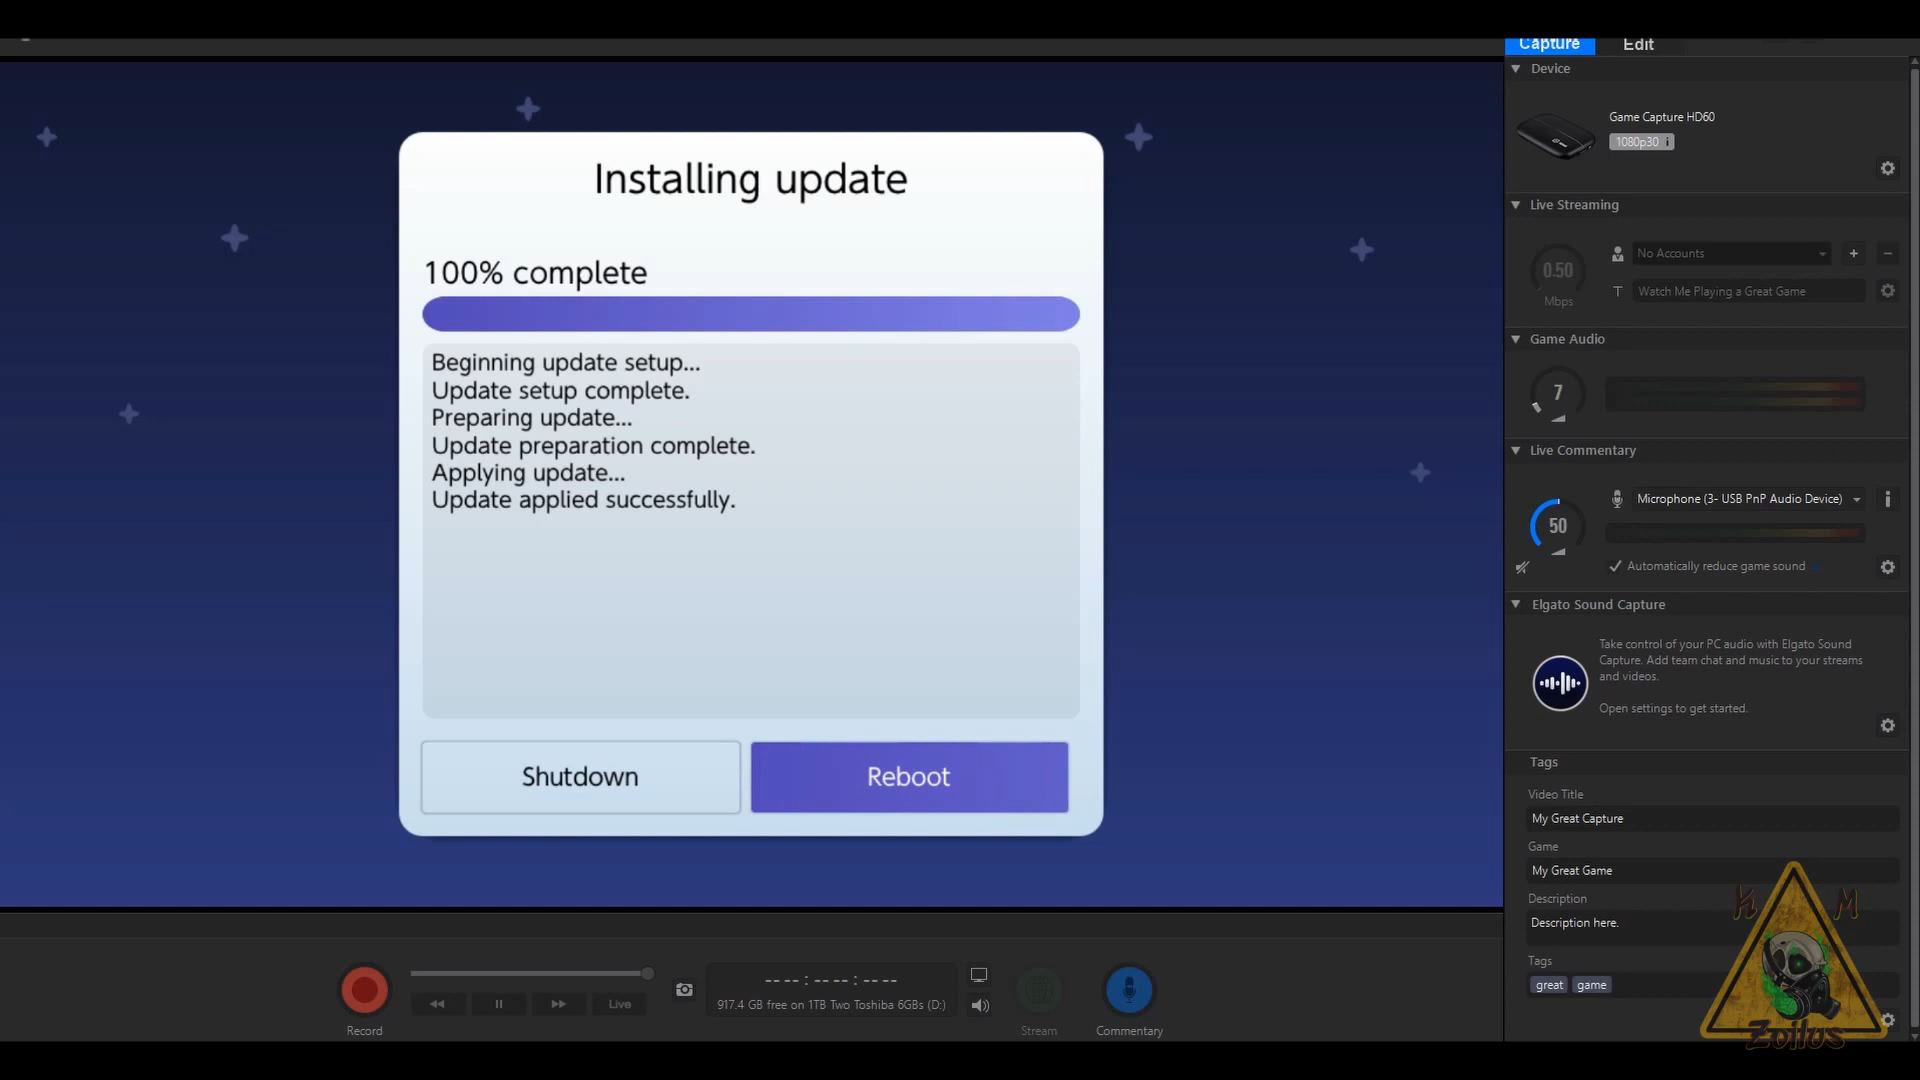 Capture
Edit
Device
Game Capture HD60
1080p30 i
Live Streaming
0.50
Mbps
No Accounts
T
Watch Me Playing a Great Game
Game Audio
7
Live Commentary
50
Microphone (3- USB PnP Audio Device)
Automatically reduce game sound
Elgato Sound Capture
Take control of your PC audio with Elgato Sound
Capture. Add team chat and music to your streams
and videos.
Open settings to get started.
Tags
Video Title
My Great Capture
Game
My Great Game
Description
Description here.
Tags
great
game
Installing update
100% complete
Beginning update setup...
Update setup complete.
Preparing update...
Update preparation complete.
Applying update...
Update applied successfully.
Shutdown
Reboot
Record
Live
---- : ---- : ----
917.4 GB free on 1TB Two Toshiba 6GBs (D:)
Stream
Commentary
K M
Zoilus